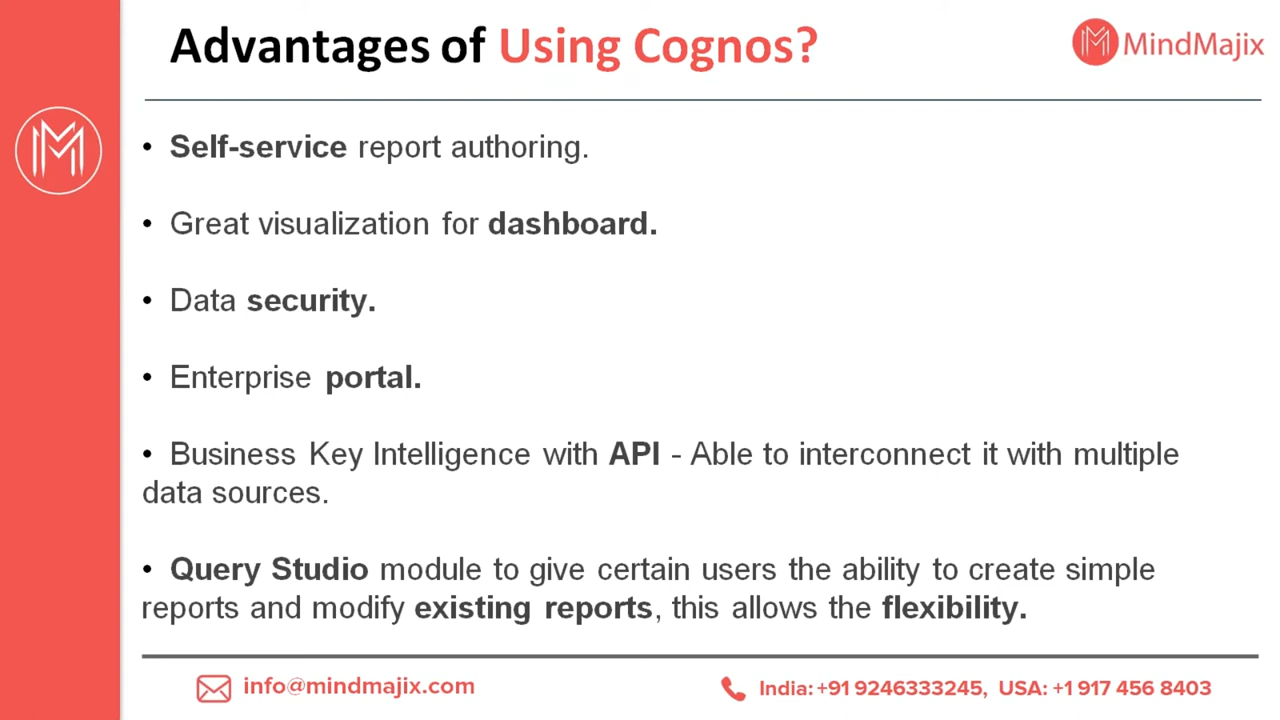 Advantages of Using Cognos?
MindMajix
• Self-service report authoring.
• Great visualization for dashboard.
• Data security.
• Enterprise portal.
• Business Key Intelligence with API - Able to interconnect it with multiple
data sources.
• Query Studio module to give certain users the ability to create simple
reports and modify existing reports, this allows the flexibility.
info@mindmajix.com
India: +91 9246333245, USA: +1 917 456 8403